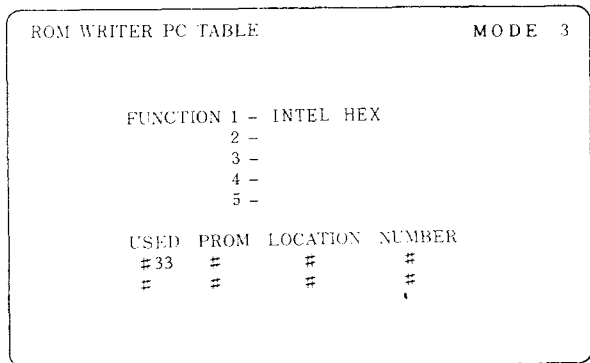 ROM WRITER PC TABLE MODE 3
FUNCTION 1 - INTEL HEX
2 -
3 -
4 -
5 -
USED PROM LOCATION NUMBER
#33 # # #
# # # #